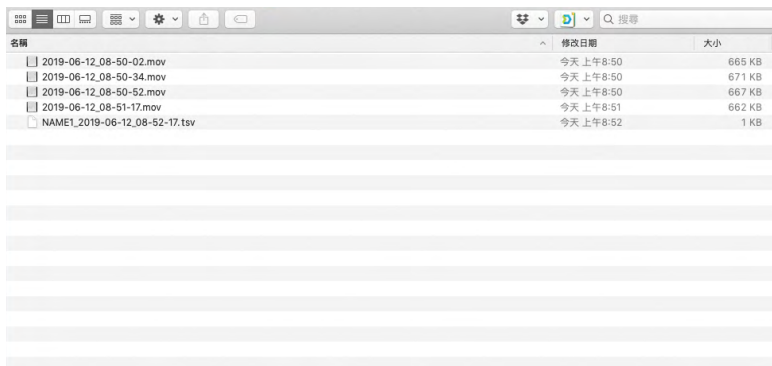 搜尋
名稱 修改日期 大小
2019-06-12_08-50-02.mov 今天 上午8:50 665 KB
2019-06-12_08-50-34.mov 今天 上午8:50 671 KB
2019-06-12_08-50-52.mov 今天 上午8:50 667 KB
2019-06-12_08-51-17.mov 今天 上午8:51 662 KB
NAME1_2019-06-12_08-52-17.tsv 今天 上午8:52 1 KB